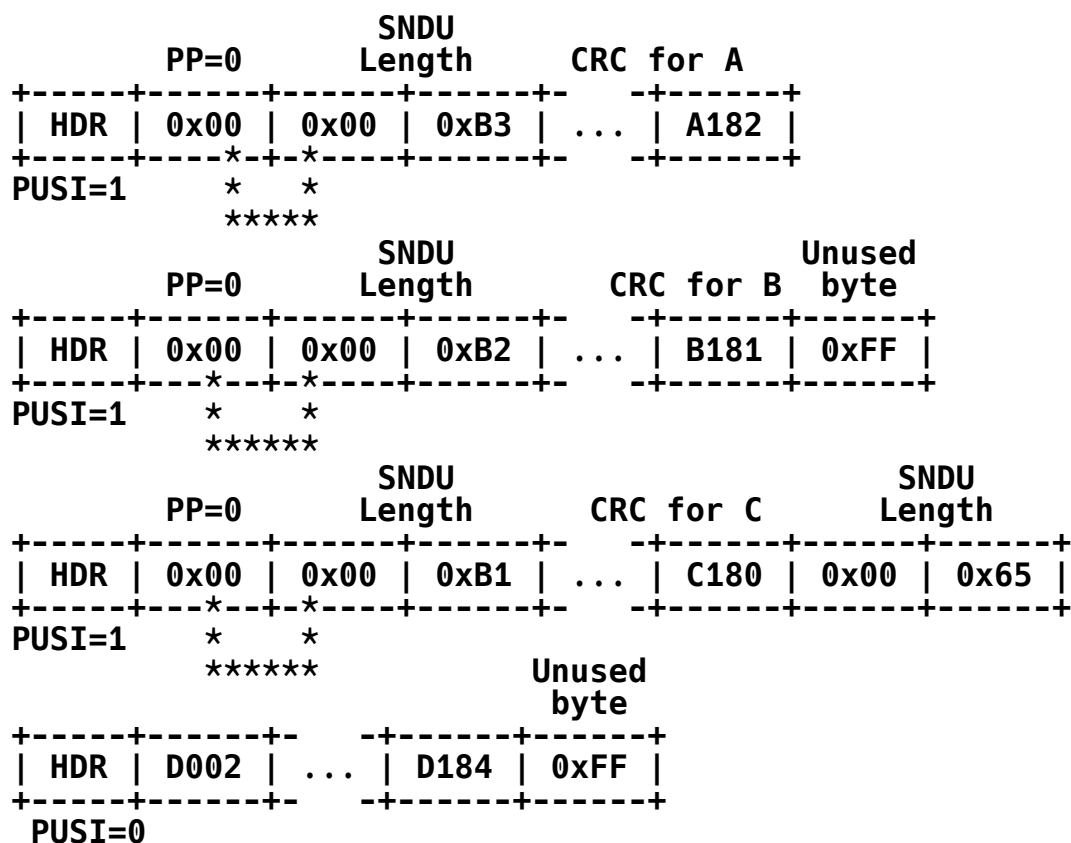 SNDU
        PP=0      Length     CRC for A
+-----+------+------+------+-   -+------+
| HDR | 0x00 | 0x00 | 0xB3 | ... | A182 |
+-----+----*-+-*----+------+-   -+------+
PUSI=1     *   *
           *****
                   SNDU                  Unused
        PP=0      Length       CRC for B  byte
+-----+------+------+------+-   -+------+------+
| HDR | 0x00 | 0x00 | 0xB2 | ... | B181 | 0xFF |
+-----+---*--+-*----+------+-   -+------+------+
PUSI=1    *    *
          ******
                   SNDU                       SNDU
        PP=0      Length      CRC for C      Length
+-----+------+------+------+-   -+------+------+------+
| HDR | 0x00 | 0x00 | 0xB1 | ... | C180 | 0x00 | 0x65 |
+-----+---*--+-*----+------+-   -+------+------+------+
PUSI=1    *    *
          ******           Unused
                            byte
+-----+------+-   -+------+------+
| HDR | D002 | ... | D184 | 0xFF |
+-----+------+-   -+------+------+
 PUSI=0